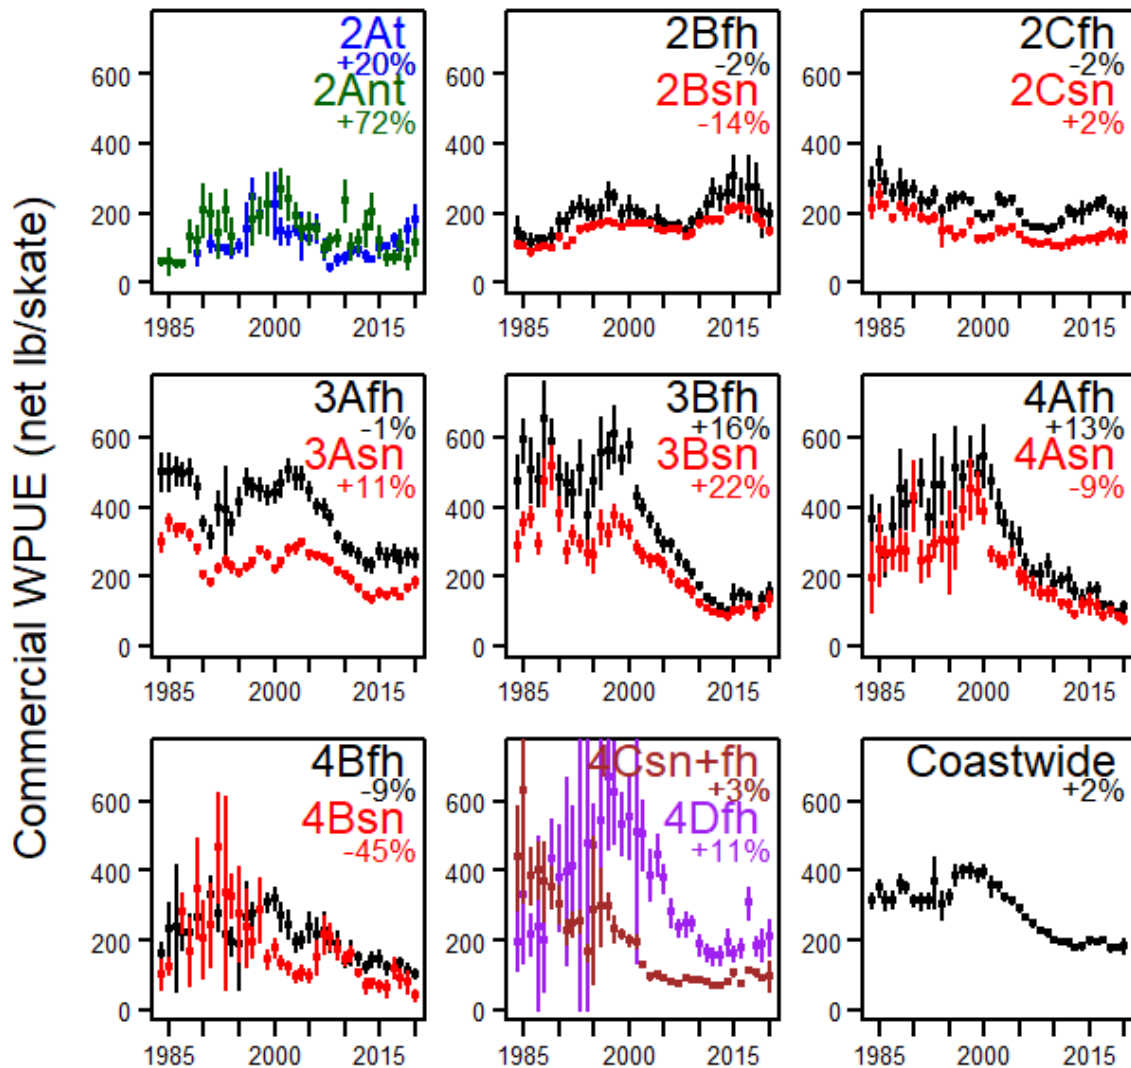 Commercial WPUE (net lb/skate)
2At
+20%
2Ant
+72%
600
400
200
0
1985 2000 2015
2Bfh
-2%
2Bsn
-14%
600
400
200
0
1985 2000 2015
2Cfh
-2%
2Csn
+2%
600
400
200
0
1985 2000 2015
3Afh
-1%
3Asn
+11%
600
400
200
0
1985 2000 2015
3Bfh
+16%
3Bsn
+22%
600
400
200
0
1985 2000 2015
4Afh
+13%
4Asn
-9%
600
400
200
0
1985 2000 2015
4Bfh
-9%
4Bsn
-45%
600
400
200
0
1985 2000 2015
4Csn+fh
+3%
4Dfh
+11%
600
400
200
0
1985 2000 2015
Coastwide
+2%
600
400
200
0
1985 2000 2015